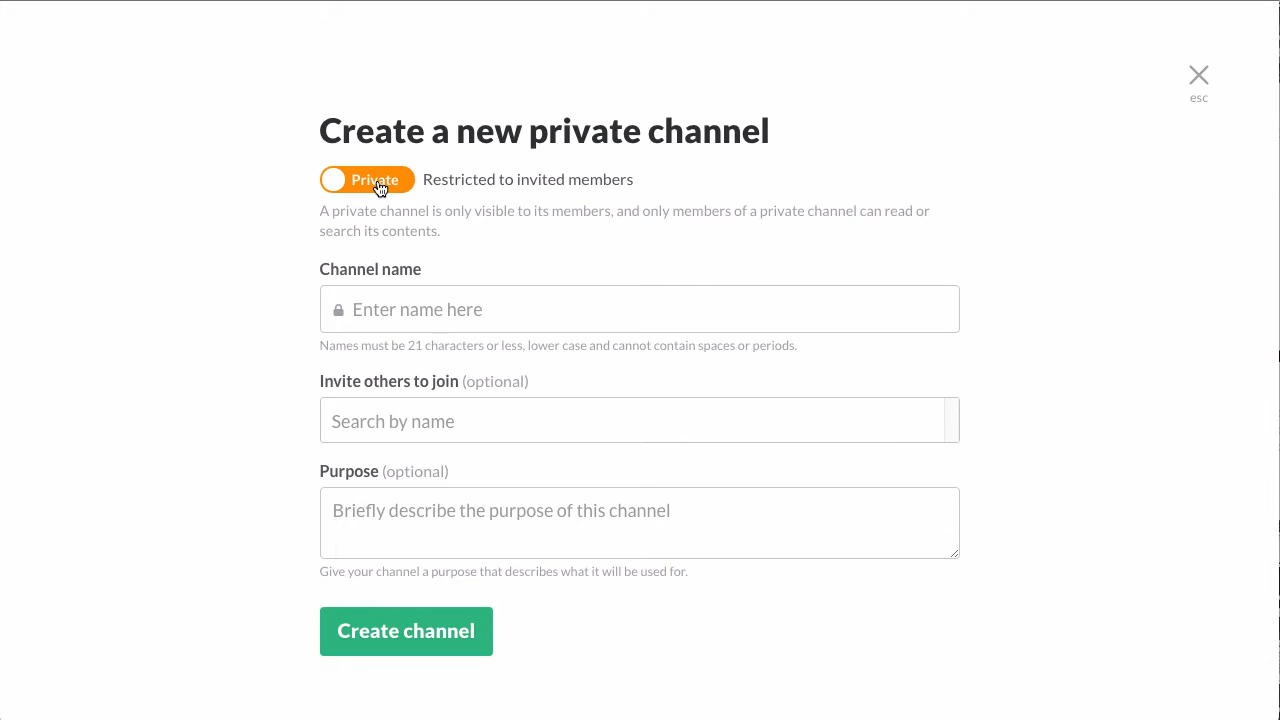 esc
Create a new private channel
Private Restricted to invited members
A private channel is only visible to its members, and only members of a private channel can read or
search its contents.
Channel name
Enter name here
Names must be 21 characters or less, lower case and cannot contain spaces or periods.
Invite others to join (optional)
Search by name
Purpose (optional)
Briefly describe the purpose of this channel
Give your channel a purpose that describes what it will be used for.
Create channel